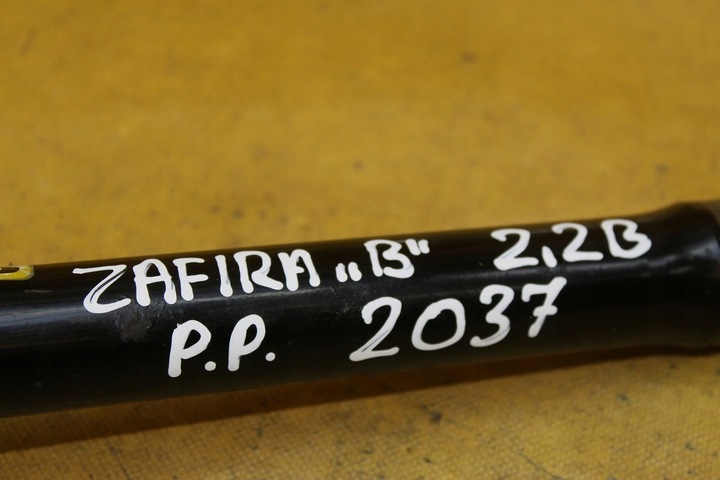 ZAFIRA „B" 2,2B
P.P. 2037